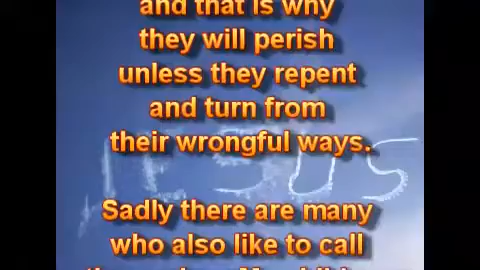 and that is why
they will perish
unless they repent
and turn from
their wrongful ways.
JESUS
Sadly there are many
who also like to call